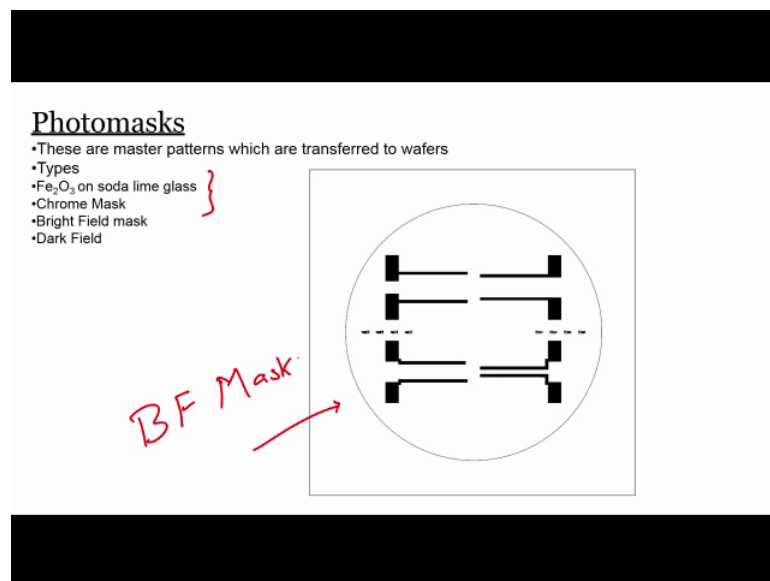 Photomasks
•These are master patterns which are transferred to wafers
•Types
•Fe₂O₃ on soda lime glass
•Chrome Mask
•Bright Field mask
•Dark Field
BF Mask